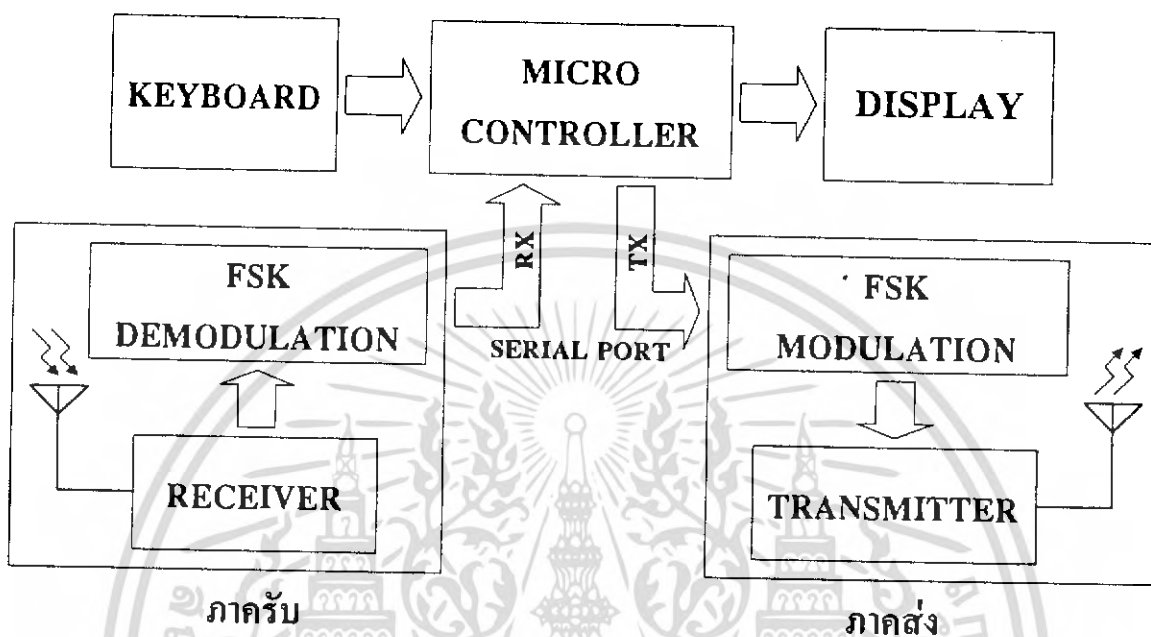 KEYBOARD
MICRO
CONTROLLER
DISPLAY
FSK
DEMODULATION
RX
TX
SERIAL PORT
FSK
MODULATION
RECEIVER
TRANSMITTER
ภาครับ
ภาคส่ง